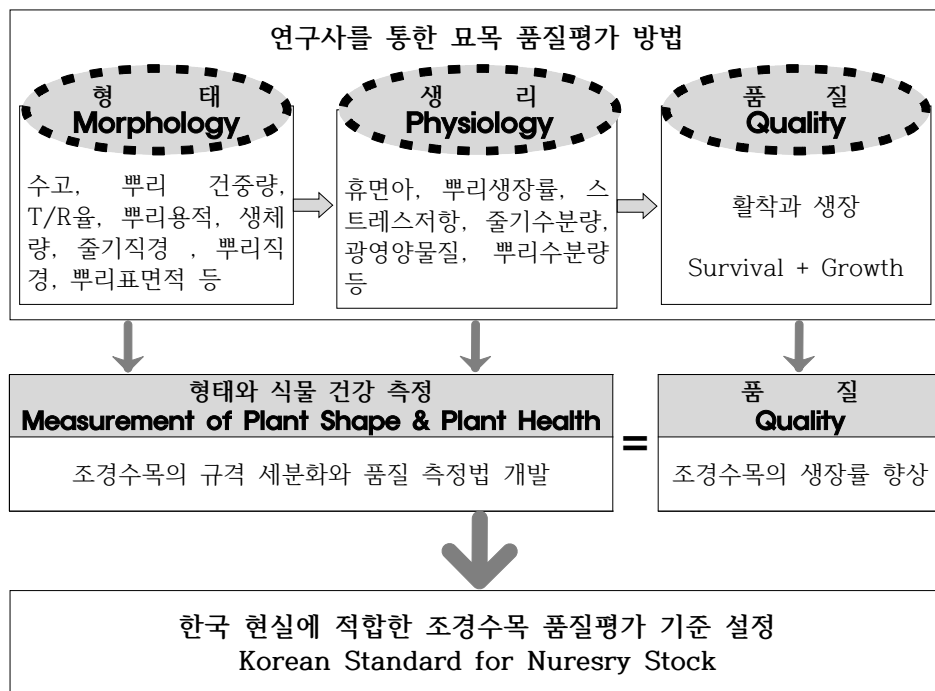 연구사를 통한 묘목 품질평가 방법
형 태
Morphology
수고, 뿌리 건중량,
T/R율, 뿌리용적, 생체
량, 줄기직경 , 뿌리직
경, 뿌리표면적 등
생 리
Physiology
휴면아, 뿌리생장률, 스
트레스저항, 줄기수분량,
광영양물질, 뿌리수분량
등
품 질
Quality
활착과 생장
Survival + Growth
형태와 식물 건강 측정
Measurement of Plant Shape & Plant Health
조경수목의 규격 세분화와 품질 측정법 개발
=
품 질
Quality
조경수목의 생장률 향상
한국 현실에 적합한 조경수목 품질평가 기준 설정
Korean Standard for Nuresry Stock